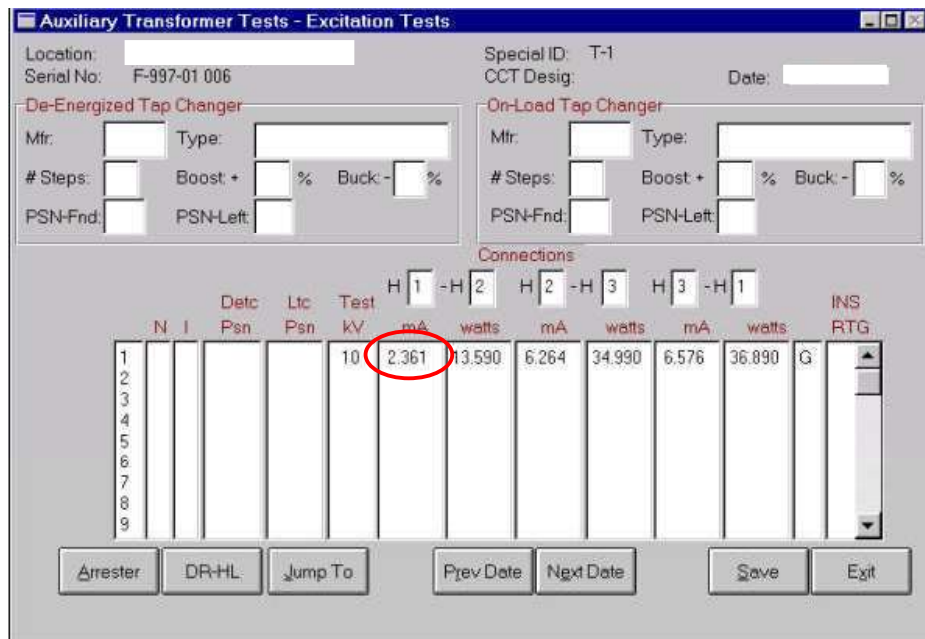 Auxiliary Transformer Tests - Excitation Tests
Location: Special ID: T-1
Serial No: F-997-01 006 CCT Desig: Date:
De-Energized Tap Changer On-Load Tap Changer
Mfr: Type: Mfr: Type:
# Steps: Boost + % Buck: - % # Steps: Boost + % Buck: - %
PSN-Fnd: PSN-Left: PSN-Fnd: PSN-Left:
Connections
H 1 - H 2 H 2 - H 3 H 3 - H 1
Detc Ltc Test INS
N I Psn Psn kV mA watts mA watts mA watts RTG
1 10 2.361 13.590 6.264 34.990 6.576 36.890 G
2
3
4
5
6
7
8
9
Arrester DR-HL Jump To Prev Date Next Date Save Exit